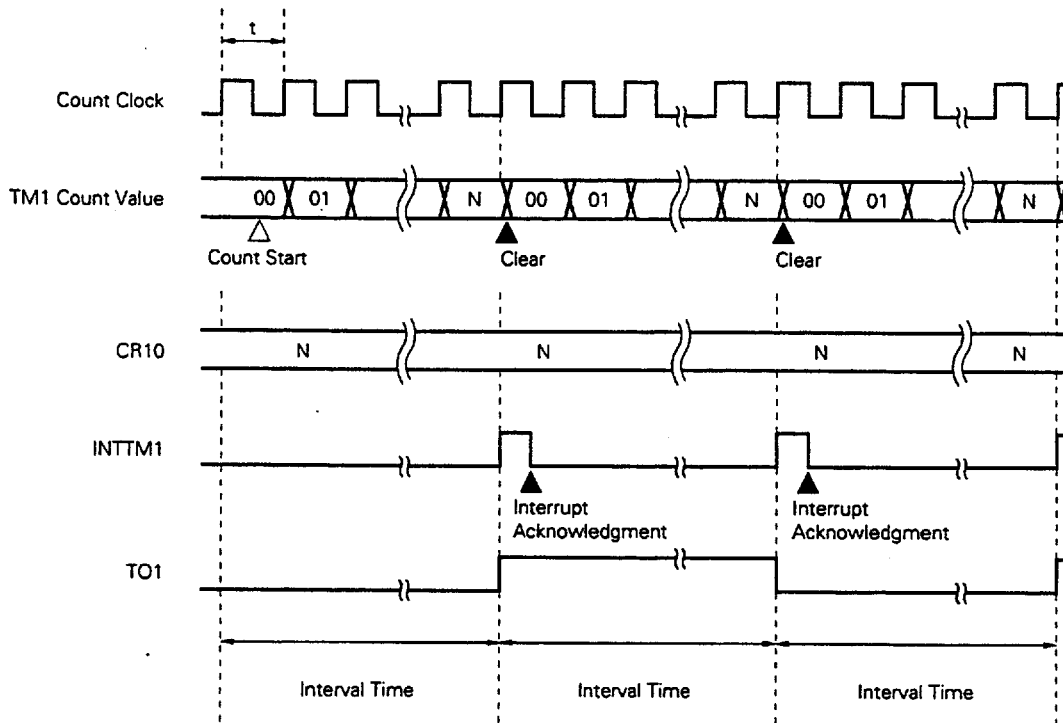 t
Count Clock
TM1 Count Value
00 01 N 00 01 N 00 01 N
Count Start
Clear
Clear
CR10
N N N N
INTTM1
Interrupt
Acknowledgment
Interrupt
Acknowledgment
TO1
Interval Time Interval Time Interval Time